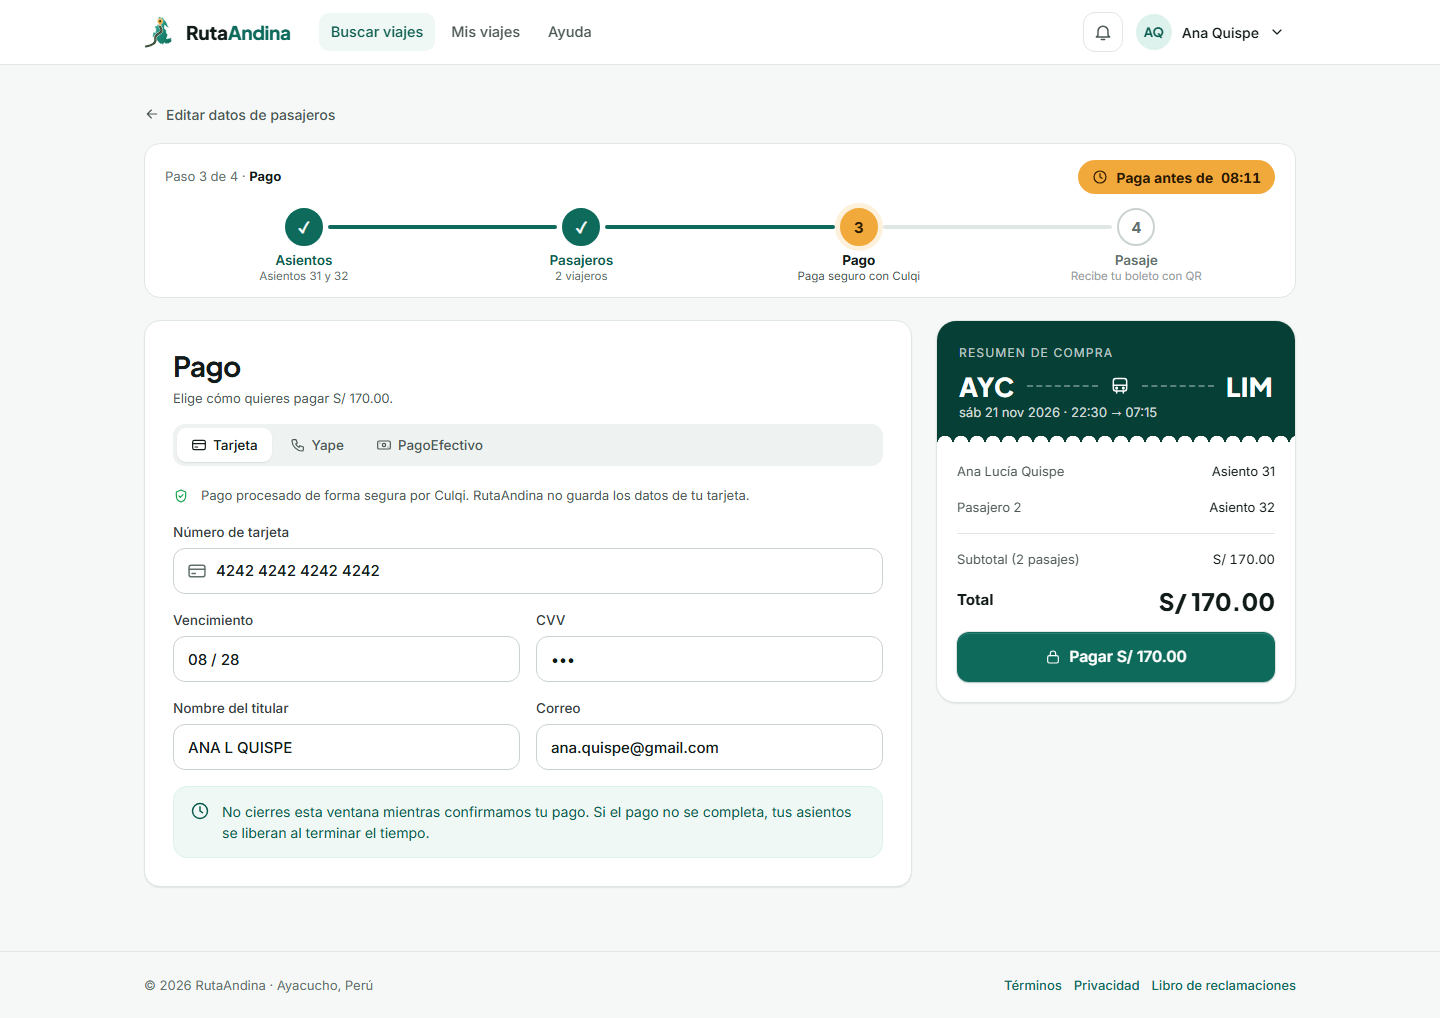 RutaAndina
Buscar viajes
Mis viajes
Ayuda
AQ
Ana Quispe
Editar datos de pasajeros
Paso 3 de 4 · Pago
Paga antes de 08:11
3
4
Asientos
Pasajeros
Pago
Pasaje
Asientos 31 y 32
2 viajeros
Paga seguro con Culqi
Recibe tu boleto con QR
Pago
Elige cómo quieres pagar S/ 170.00.
Tarjeta
Yape
PagoEfectivo
Pago procesado de forma segura por Culqi. RutaAndina no guarda los datos de tu tarjeta.
Número de tarjeta
4242 4242 4242 4242
Vencimiento
CVV
08 / 28
•••
Nombre del titular
Correo
ANA L QUISPE
ana.quispe@gmail.com
No cierres esta ventana mientras confirmamos tu pago. Si el pago no se completa, tus asientos
se liberan al terminar el tiempo.
RESUMEN DE COMPRA
AYC
LIM
sáb 21 nov 2026 · 22:30 → 07:15
Ana Lucía Quispe
Asiento 31
Pasajero 2
Asiento 32
Subtotal (2 pasajes)
S/ 170.00
Total
S/ 170.00
Pagar S/ 170.00
© 2026 RutaAndina · Ayacucho, Perú
Términos
Privacidad
Libro de reclamaciones